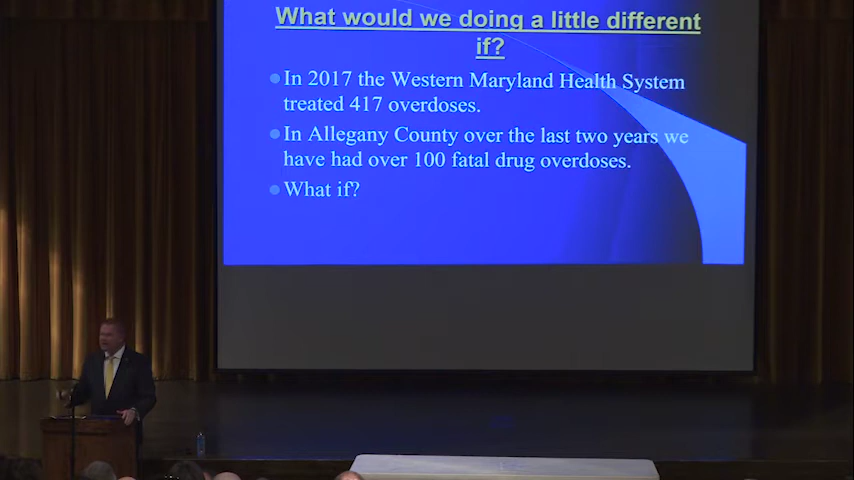 What would we doing a little different
if?
In 2017 the Western Maryland Health System
treated 417 overdoses.
In Allegany County over the last two years we
have had over 100 fatal drug overdoses.
What if?